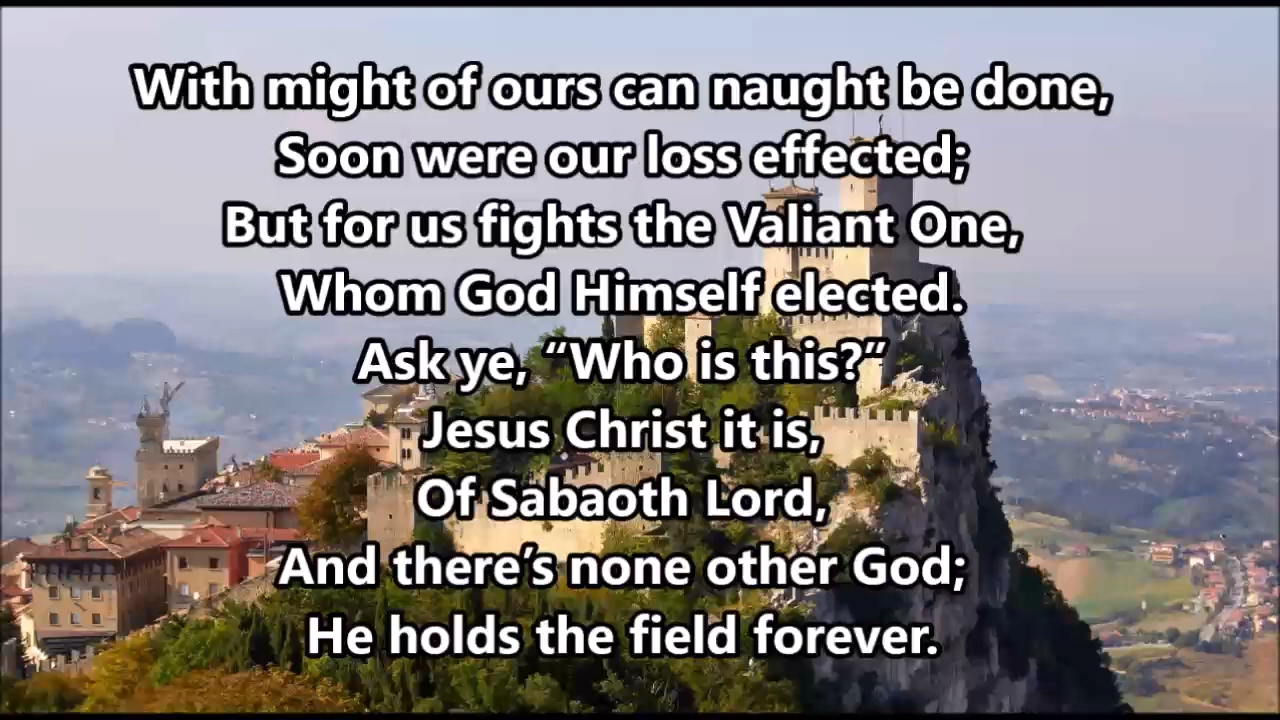 With might of ours can naught be done,
Soon were our loss effected;
But for us fights the Valiant One,
Whom God Himself elected.
Ask ye, “Who is this?”
Jesus Christ it is,
Of Sabaoth Lord,
And there’s none other God;
He holds the field forever.